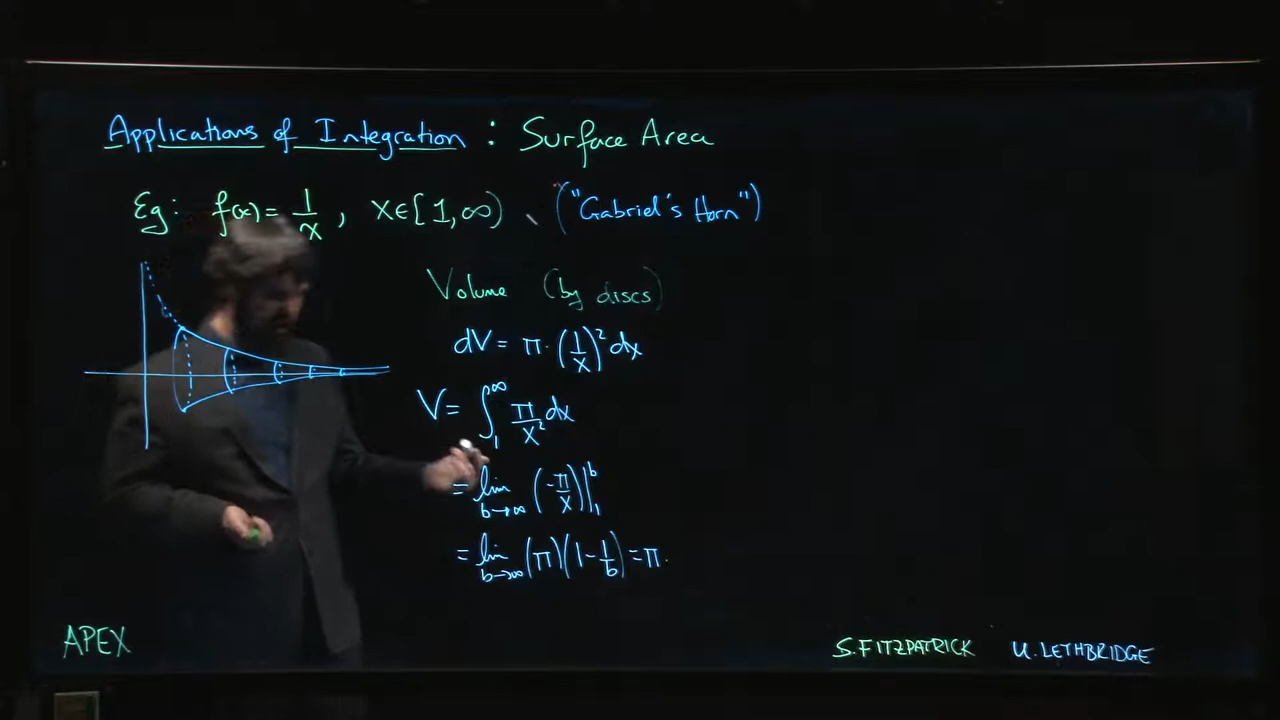 Applications of Integration : Surface Area
Eg: f(x) = 1/x , x∈[1,∞) ("Gabriel's Horn")
Volume (by discs)
dV = π·(1/x)² dx
V = ∫₁^∞ π/x² dx
= lim b→∞ (-π/x)|₁ᵇ
= lim b→∞ (π)(1-1/b) = π.
APEX
S.FITZPATRICK U.LETHBRIDGE